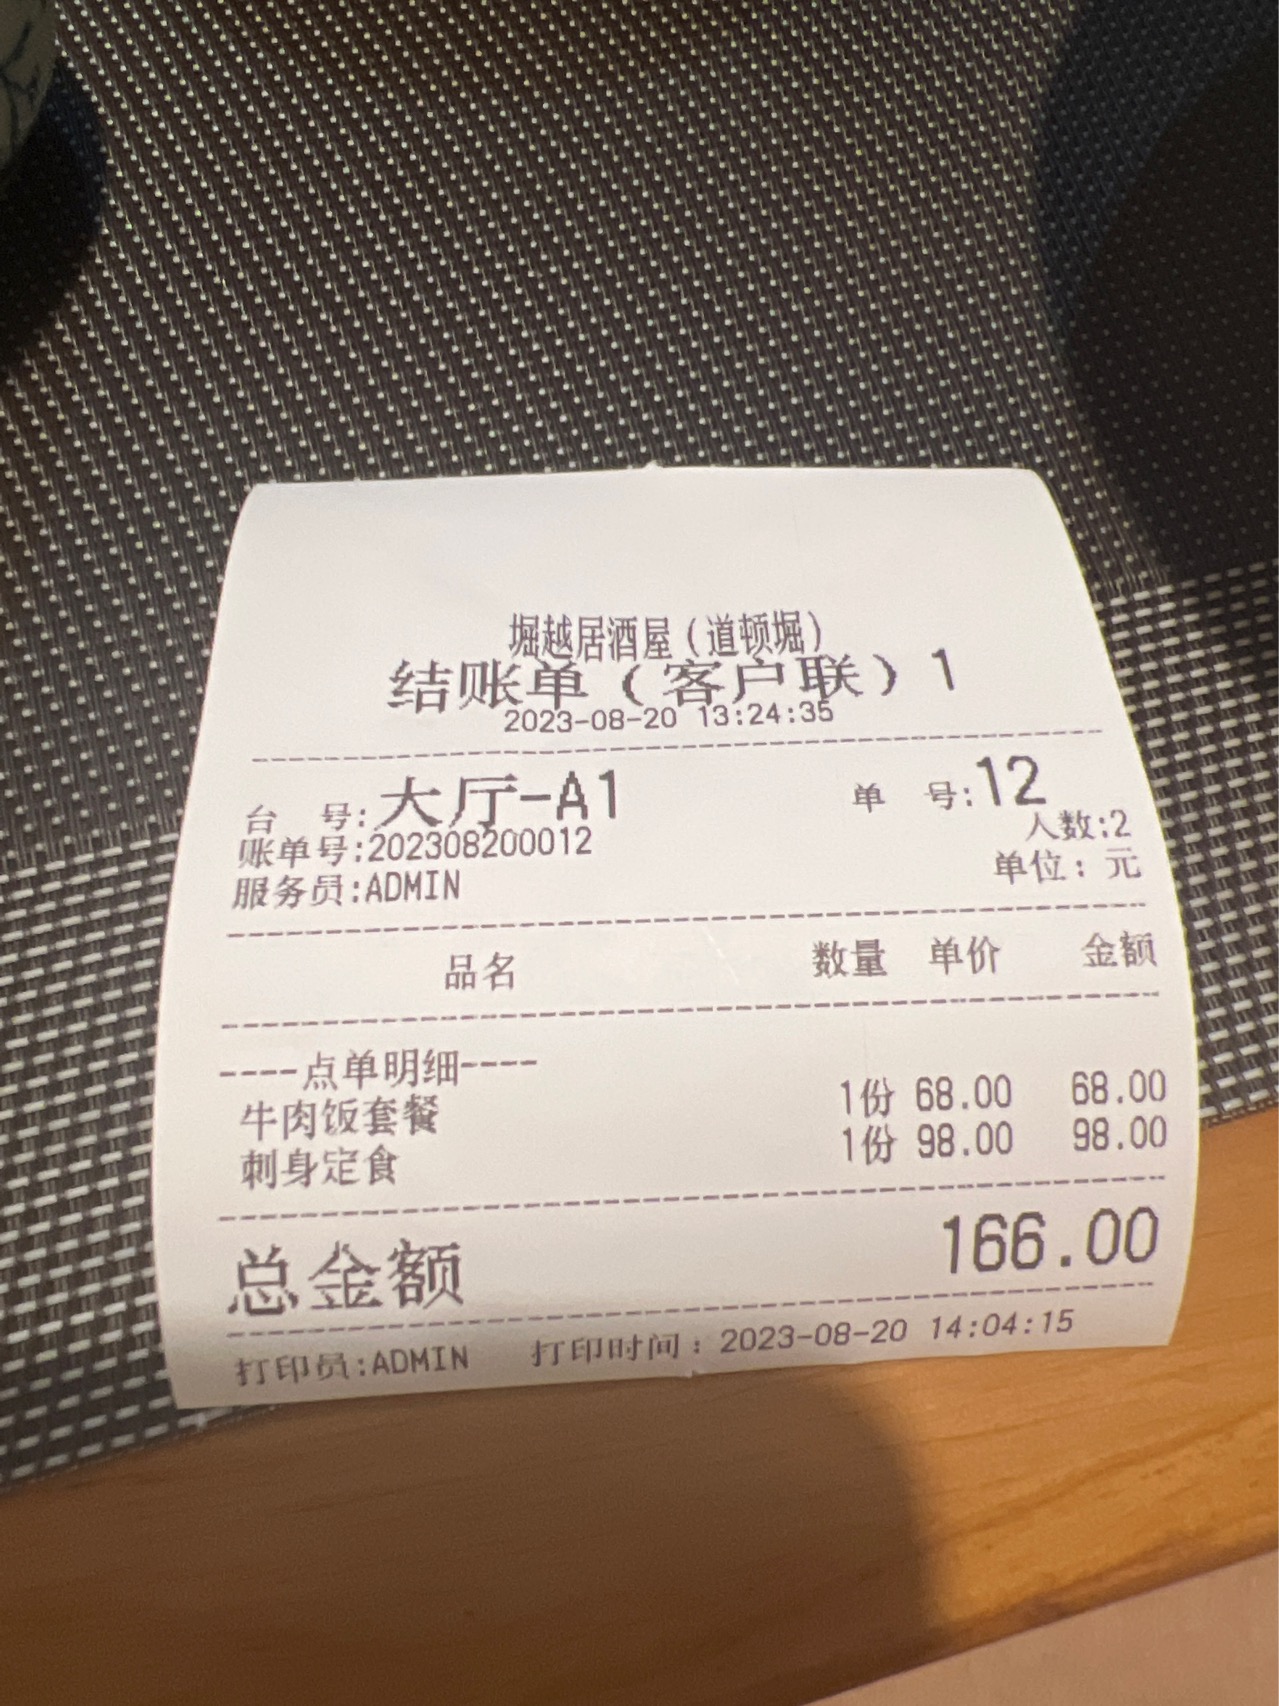 堀越居酒屋(道顿堀)
结账单(客户联)1
2023-08-20 13:24:35
台 号:大厅-A1 单 号:12
账单号:202308200012 人数:2
服务员:ADMIN 单位:元
品名 数量 单价 金额
----点单明细----
牛肉饭套餐 1份 68.00 68.00
刺身定食 1份 98.00 98.00
总金额 166.00
打印员:ADMIN 打印时间:2023-08-20 14:04:15